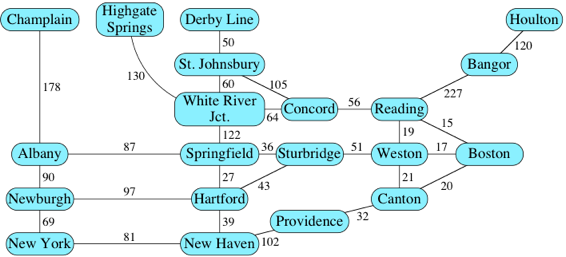 Champlain
Highgate
Springs
Derby Line
Houlton
50
120
St. Johnsbury
Bangor
178
130
60
105
227
White River
Jct.
64
Concord
56
Reading
122
19
15
Albany
87
Springfield
36
Sturbridge
51
Weston
17
Boston
90
27
43
21
20
Newburgh
97
Hartford
Canton
69
39
Providence
32
New York
81
New Haven
102